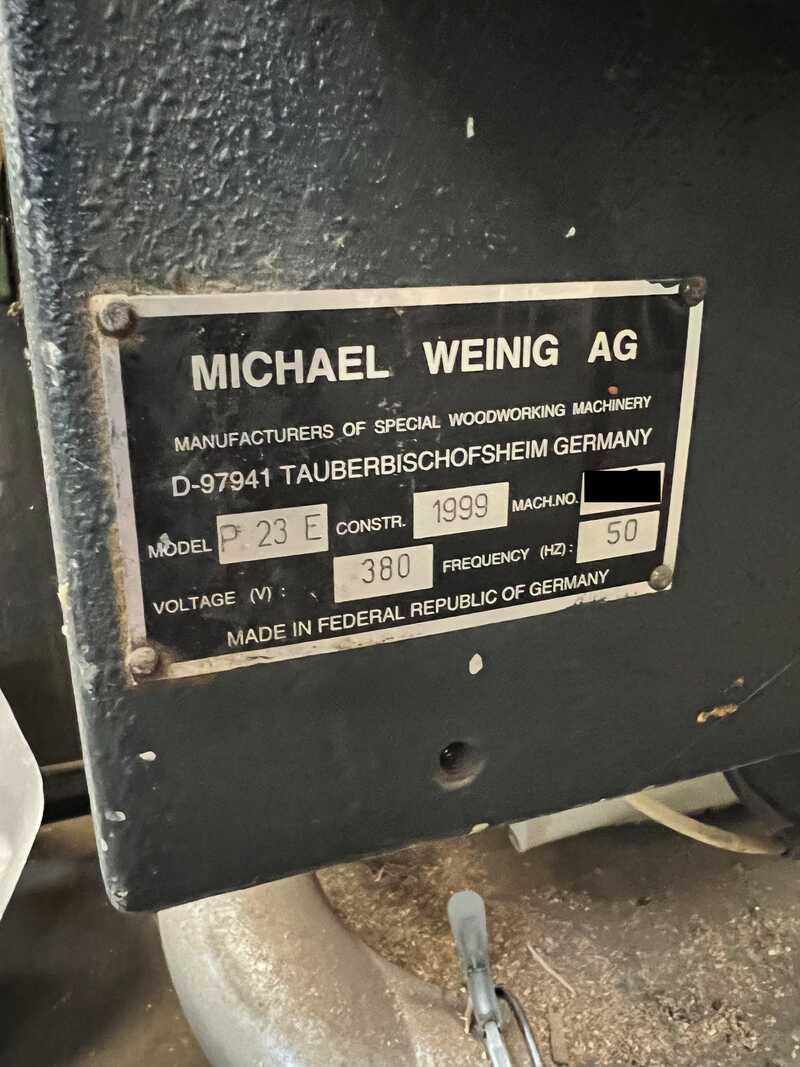 MICHAEL WEINIG AG
MANUFACTURERS OF SPECIAL WOODWORKING MACHINERY
D-97941 TAUBERBISCHOFSHEIM GERMANY
MODEL P 23 E CONSTR. 1999 MACH.NO.
VOLTAGE (V) : 380 FREQUENCY (HZ) : 50
MADE IN FEDERAL REPUBLIC OF GERMANY